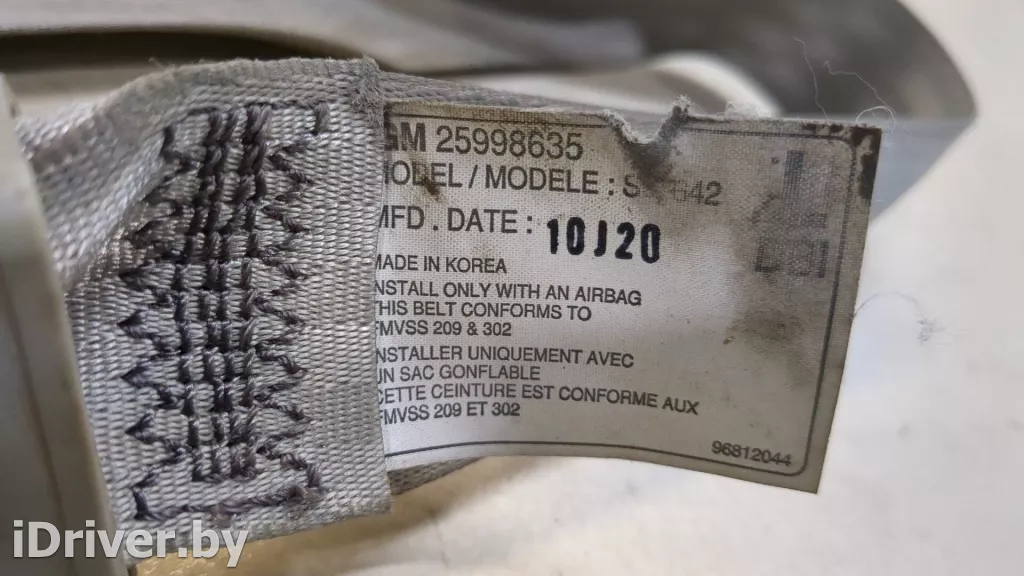 GM 25998635
MODEL / MODELE :
MFD . DATE : 10J20
MADE IN KOREA
INSTALL ONLY WITH AN AIRBAG
THIS BELT CONFORMS TO
FMVSS 209 & 302
INSTALLER UNIQUEMENT AVEC
UN SAC GONFLABLE
CETTE CEINTURE EST CONFORME AUX
FMVSS 209 ET 302
96812044
iDriver.by